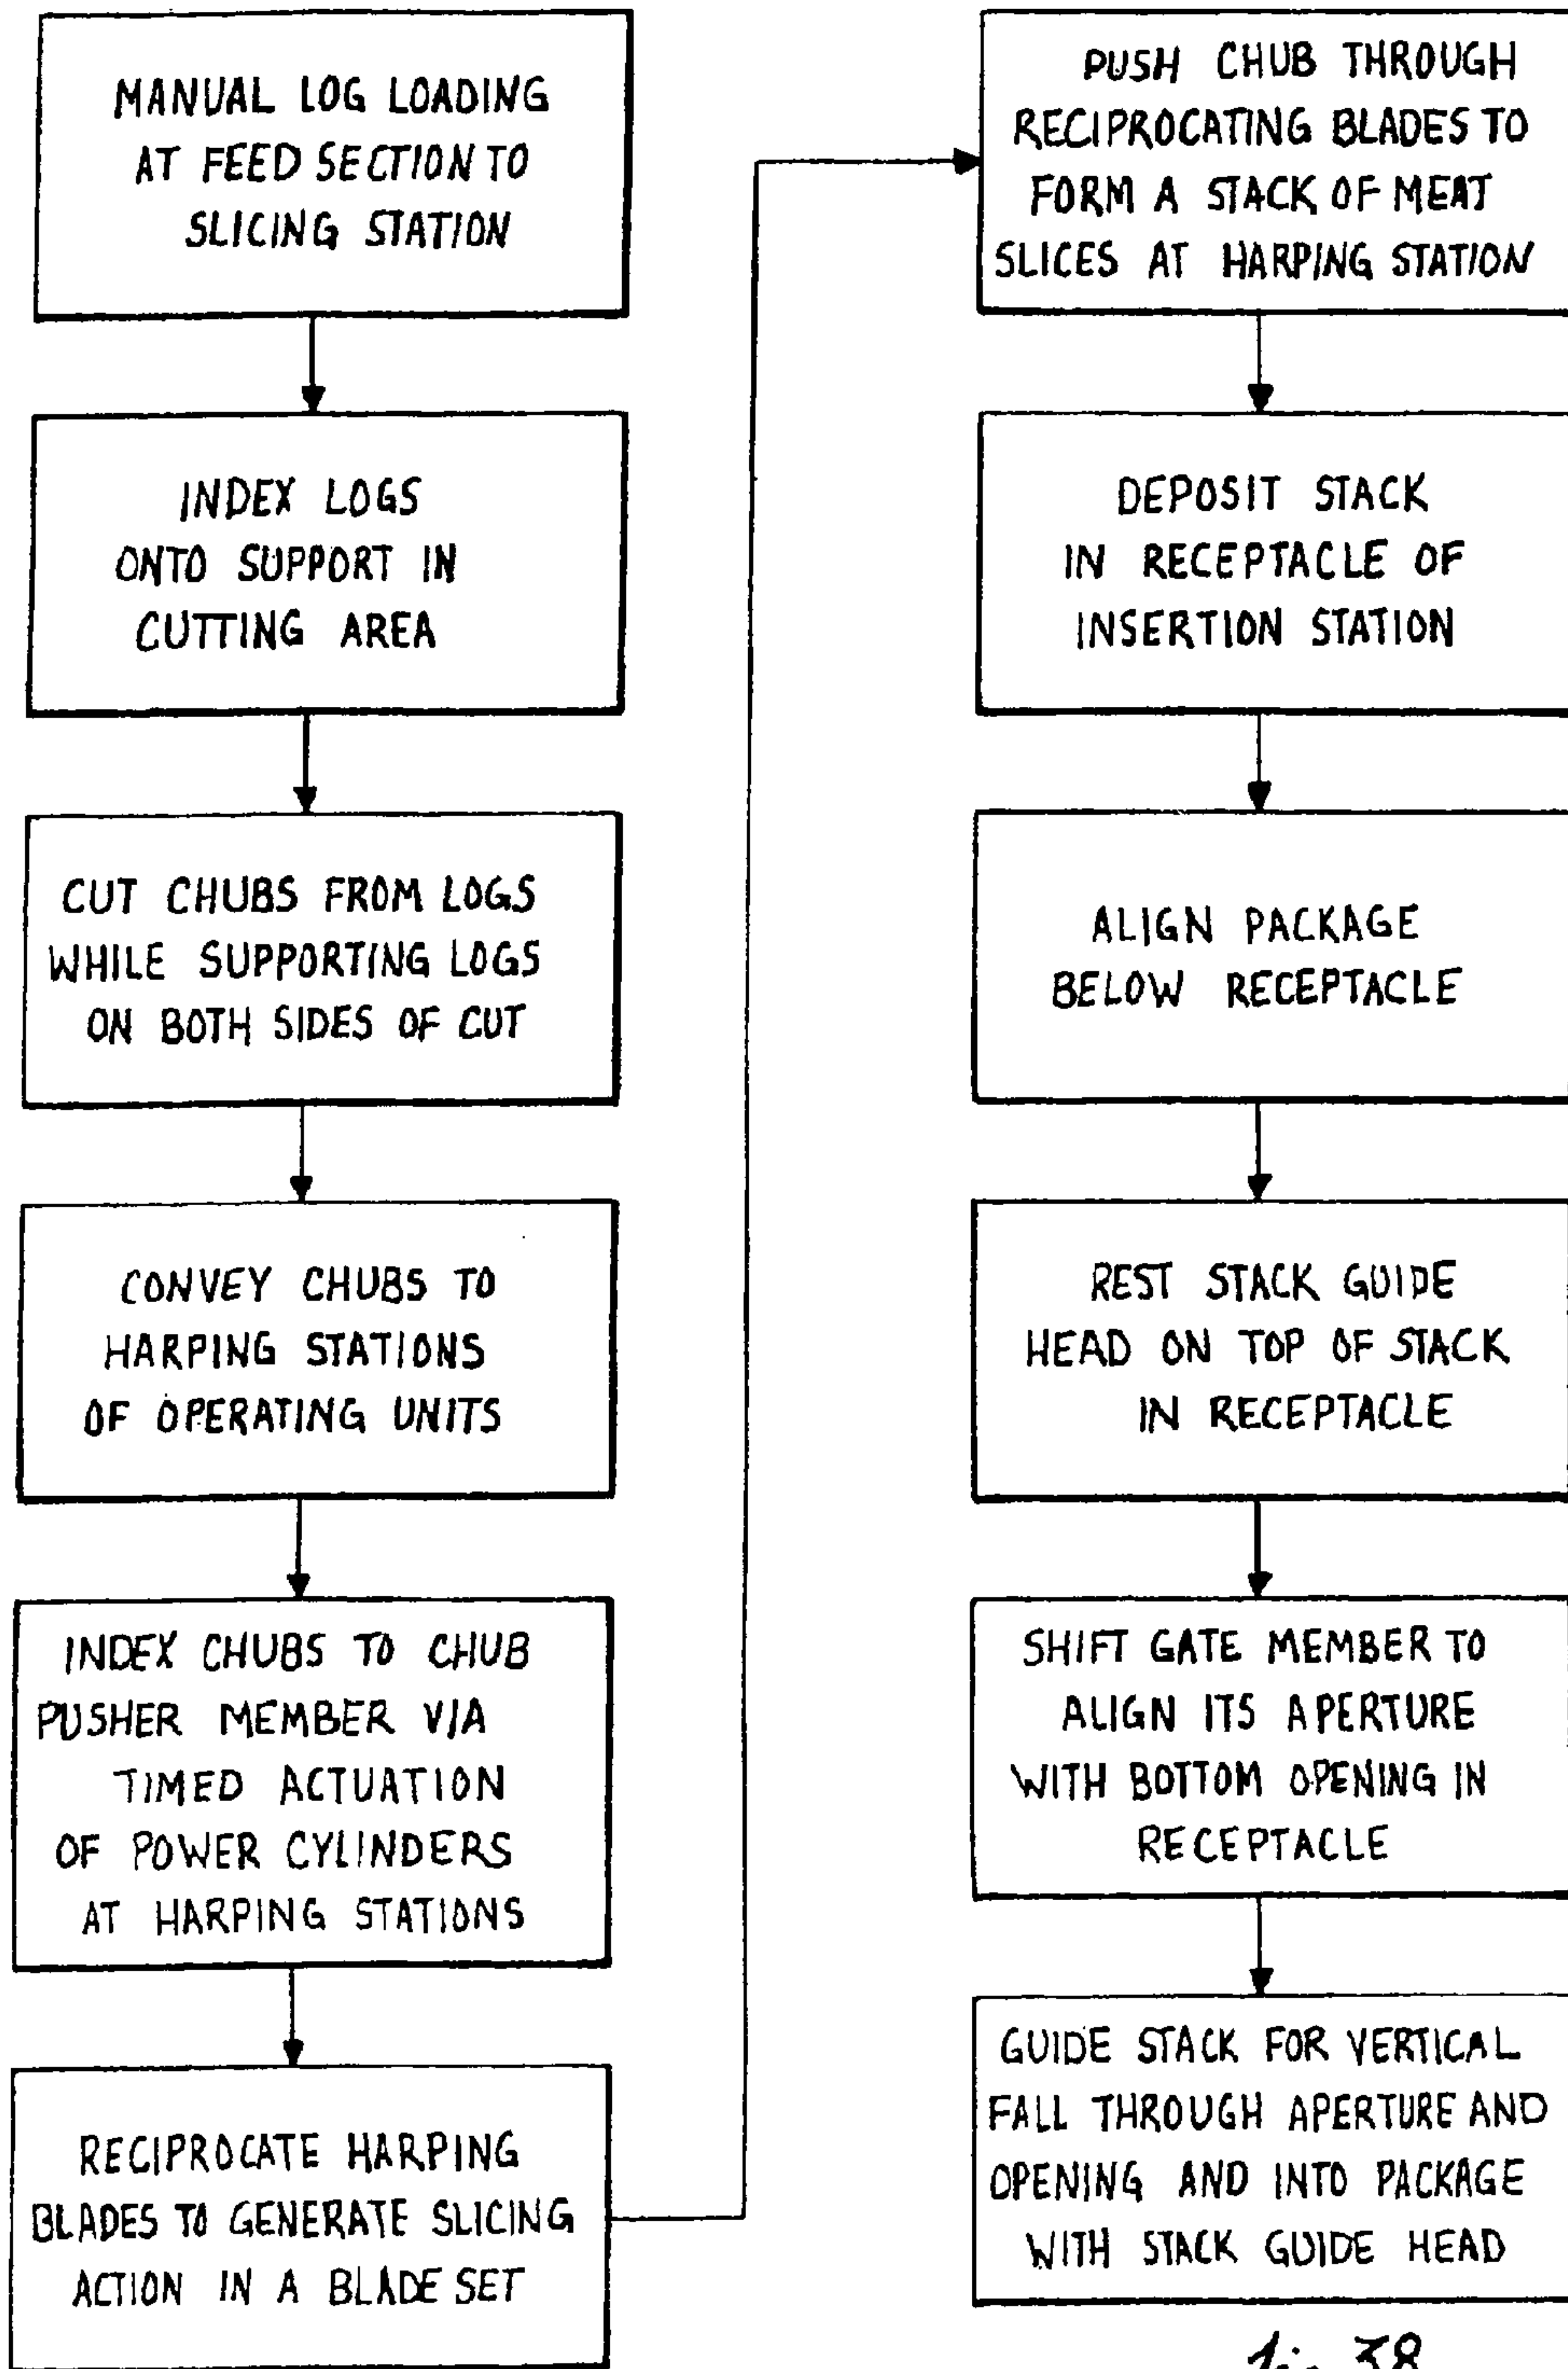 MANUAL LOG LOADING
AT FEED SECTION TO
SLICING STATION
INDEX LOGS
ONTO SUPPORT IN
CUTTING AREA
CUT CHUBS FROM LOGS
WHILE SUPPORTING LOGS
ON BOTH SIDES OF CUT
CONVEY CHUBS TO
HARPING STATIONS
OF OPERATING UNITS
INDEX CHUBS TO CHUB
PUSHER MEMBER VIA
TIMED ACTUATION
OF POWER CYLINDERS
AT HARPING STATIONS
RECIPROCATE HARPING
BLADES TO GENERATE SLICING
ACTION IN A BLADE SET
PUSH CHUB THROUGH
RECIPROCATING BLADES TO
FORM A STACK OF MEAT
SLICES AT HARPING STATION
DEPOSIT STACK
IN RECEPTACLE OF
INSERTION STATION
ALIGN PACKAGE
BELOW RECEPTACLE
REST STACK GUIDE
HEAD ON TOP OF STACK
IN RECEPTACLE
SHIFT GATE MEMBER TO
ALIGN ITS APERTURE
WITH BOTTOM OPENING IN
RECEPTACLE
GUIDE STACK FOR VERTICAL
FALL THROUGH APERTURE AND
OPENING AND INTO PACKAGE
WITH STACK GUIDE HEAD
38